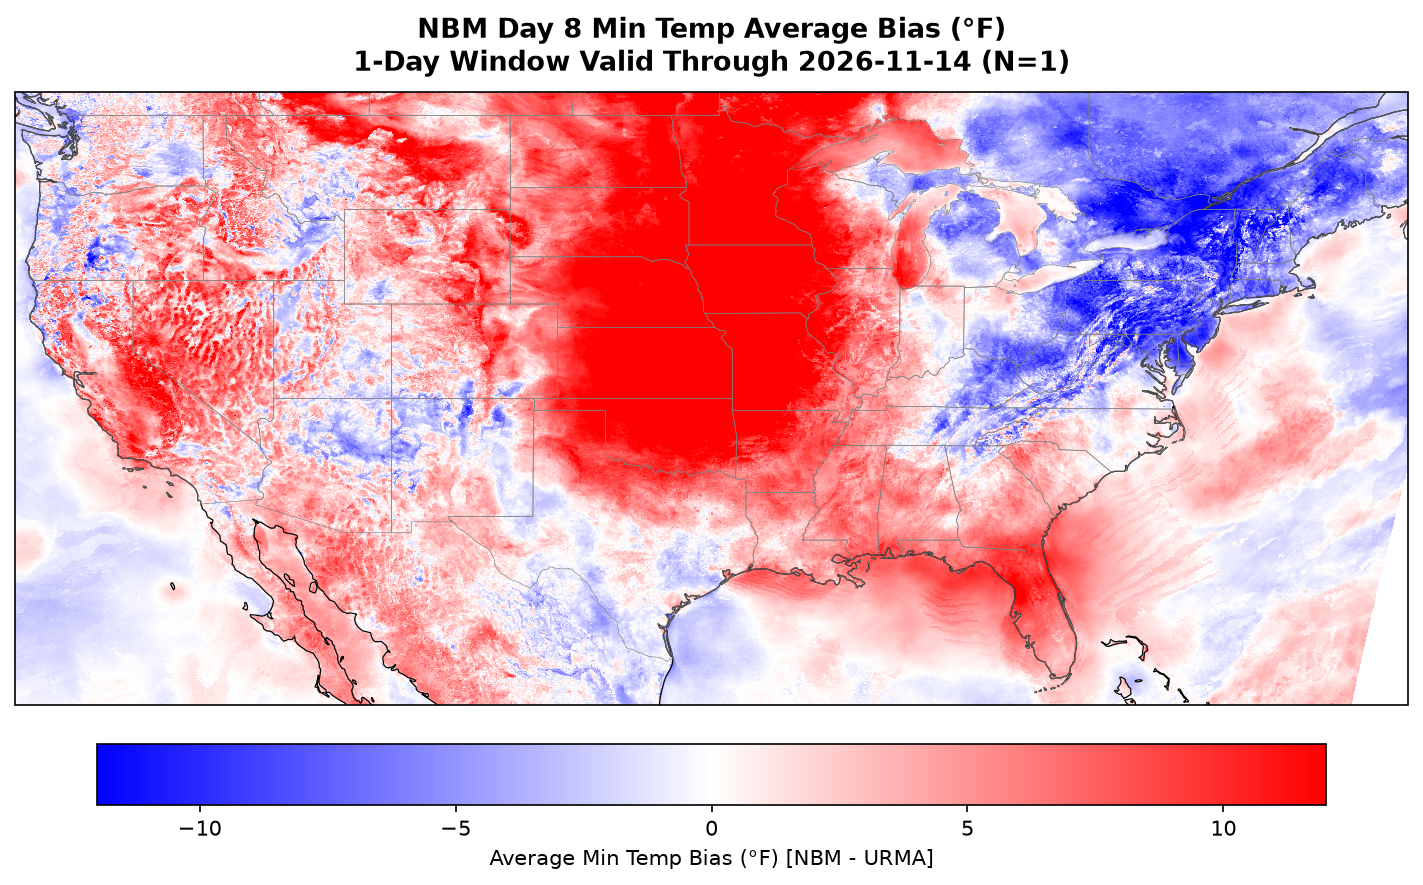 NBM Day 8 Min Temp Average Bias (°F)
1-Day Window Valid Through 2026-11-14 (N=1)
−10 −5 0 5 10
Average Min Temp Bias (°F) [NBM - URMA]